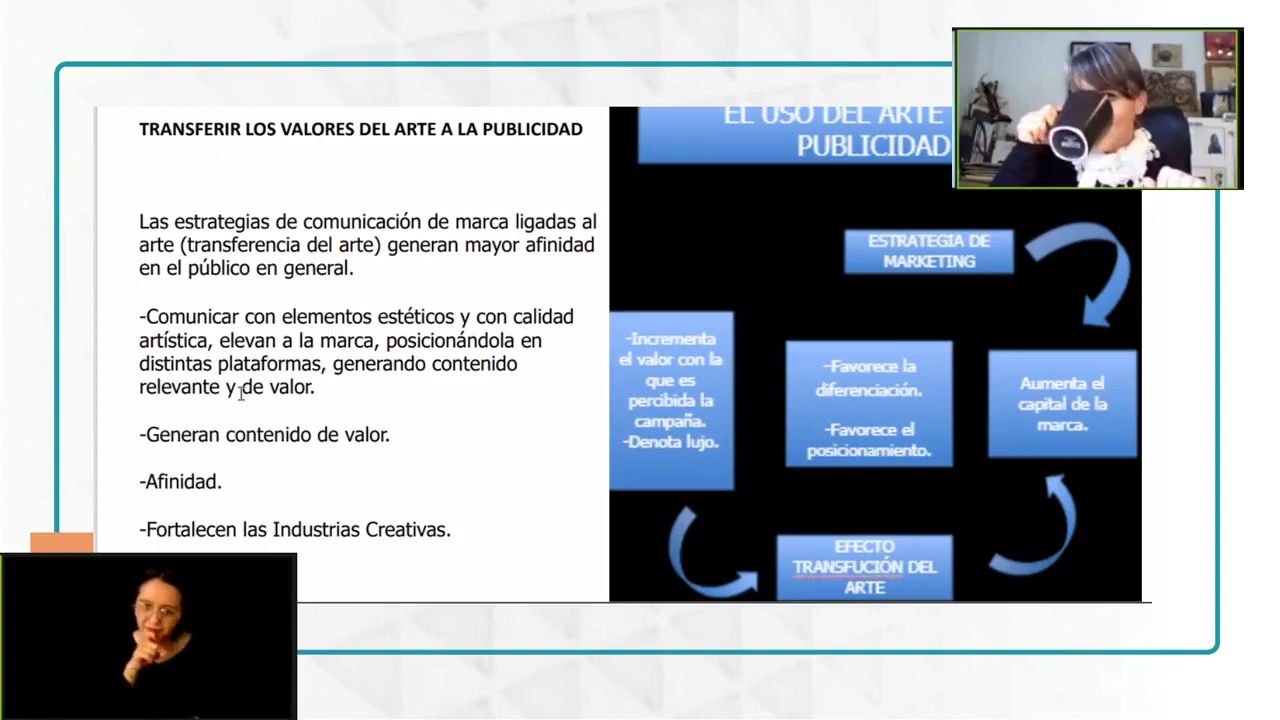 TRANSFERIR LOS VALORES DEL ARTE A LA PUBLICIDAD
Las estrategias de comunicación de marca ligadas al
arte (transferencia del arte) generan mayor afinidad
en el público en general.
-Comunicar con elementos estéticos y con calidad
artística, elevan a la marca, posicionándola en
distintas plataformas, generando contenido
relevante y de valor.
-Generan contenido de valor.
-Afinidad.
-Fortalecen las Industrias Creativas.
EL USO DEL ARTE
PUBLICIDAD
ESTRATEGIA DE
MARKETING
-Incrementa
el valor con la
que es
percibida la
campaña.
-Denota lujo.
-Favorece la
diferenciación.
-Favorece el
posicionamiento.
Aumenta el
capital de la
marca.
EFECTO
TRANSFUCIÓN DEL
ARTE